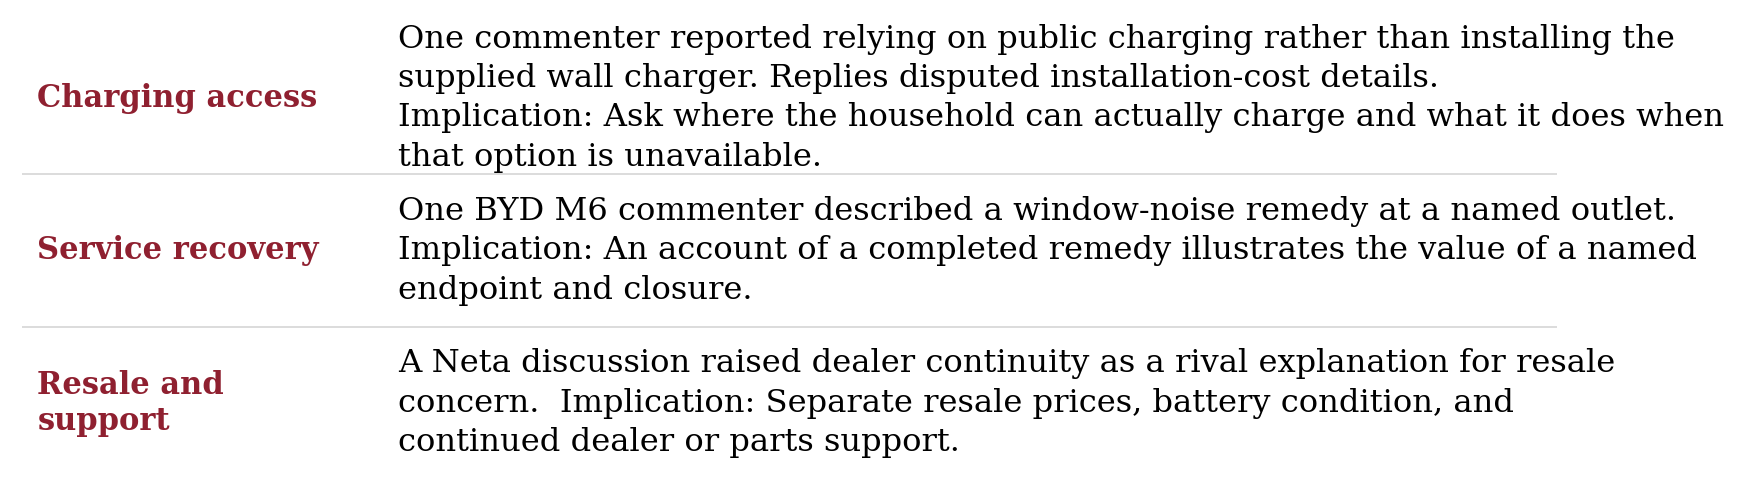 Charging access
One commenter reported relying on public charging rather than installing the
supplied wall charger. Replies disputed installation-cost details.
Implication: Ask where the household can actually charge and what it does when
that option is unavailable.
Service recovery
One BYD M6 commenter described a window-noise remedy at a named outlet.
Implication: An account of a completed remedy illustrates the value of a named
endpoint and closure.
Resale and
support
A Neta discussion raised dealer continuity as a rival explanation for resale
concern.  Implication: Separate resale prices, battery condition, and
continued dealer or parts support.